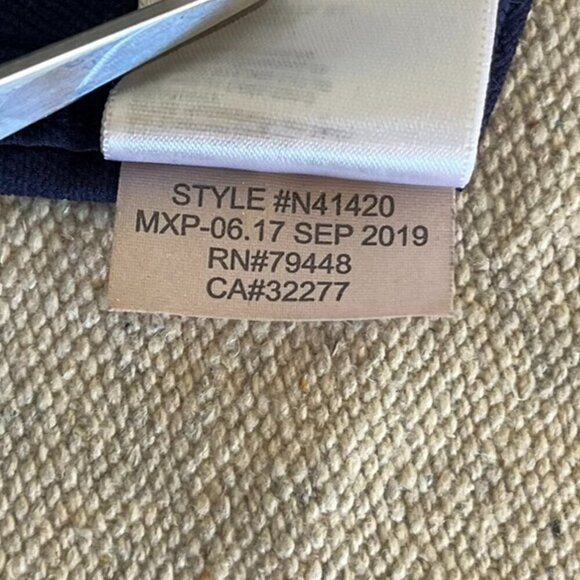 STYLE #N41420
MXP-06.17 SEP 2019
RN#79448
CA#32277